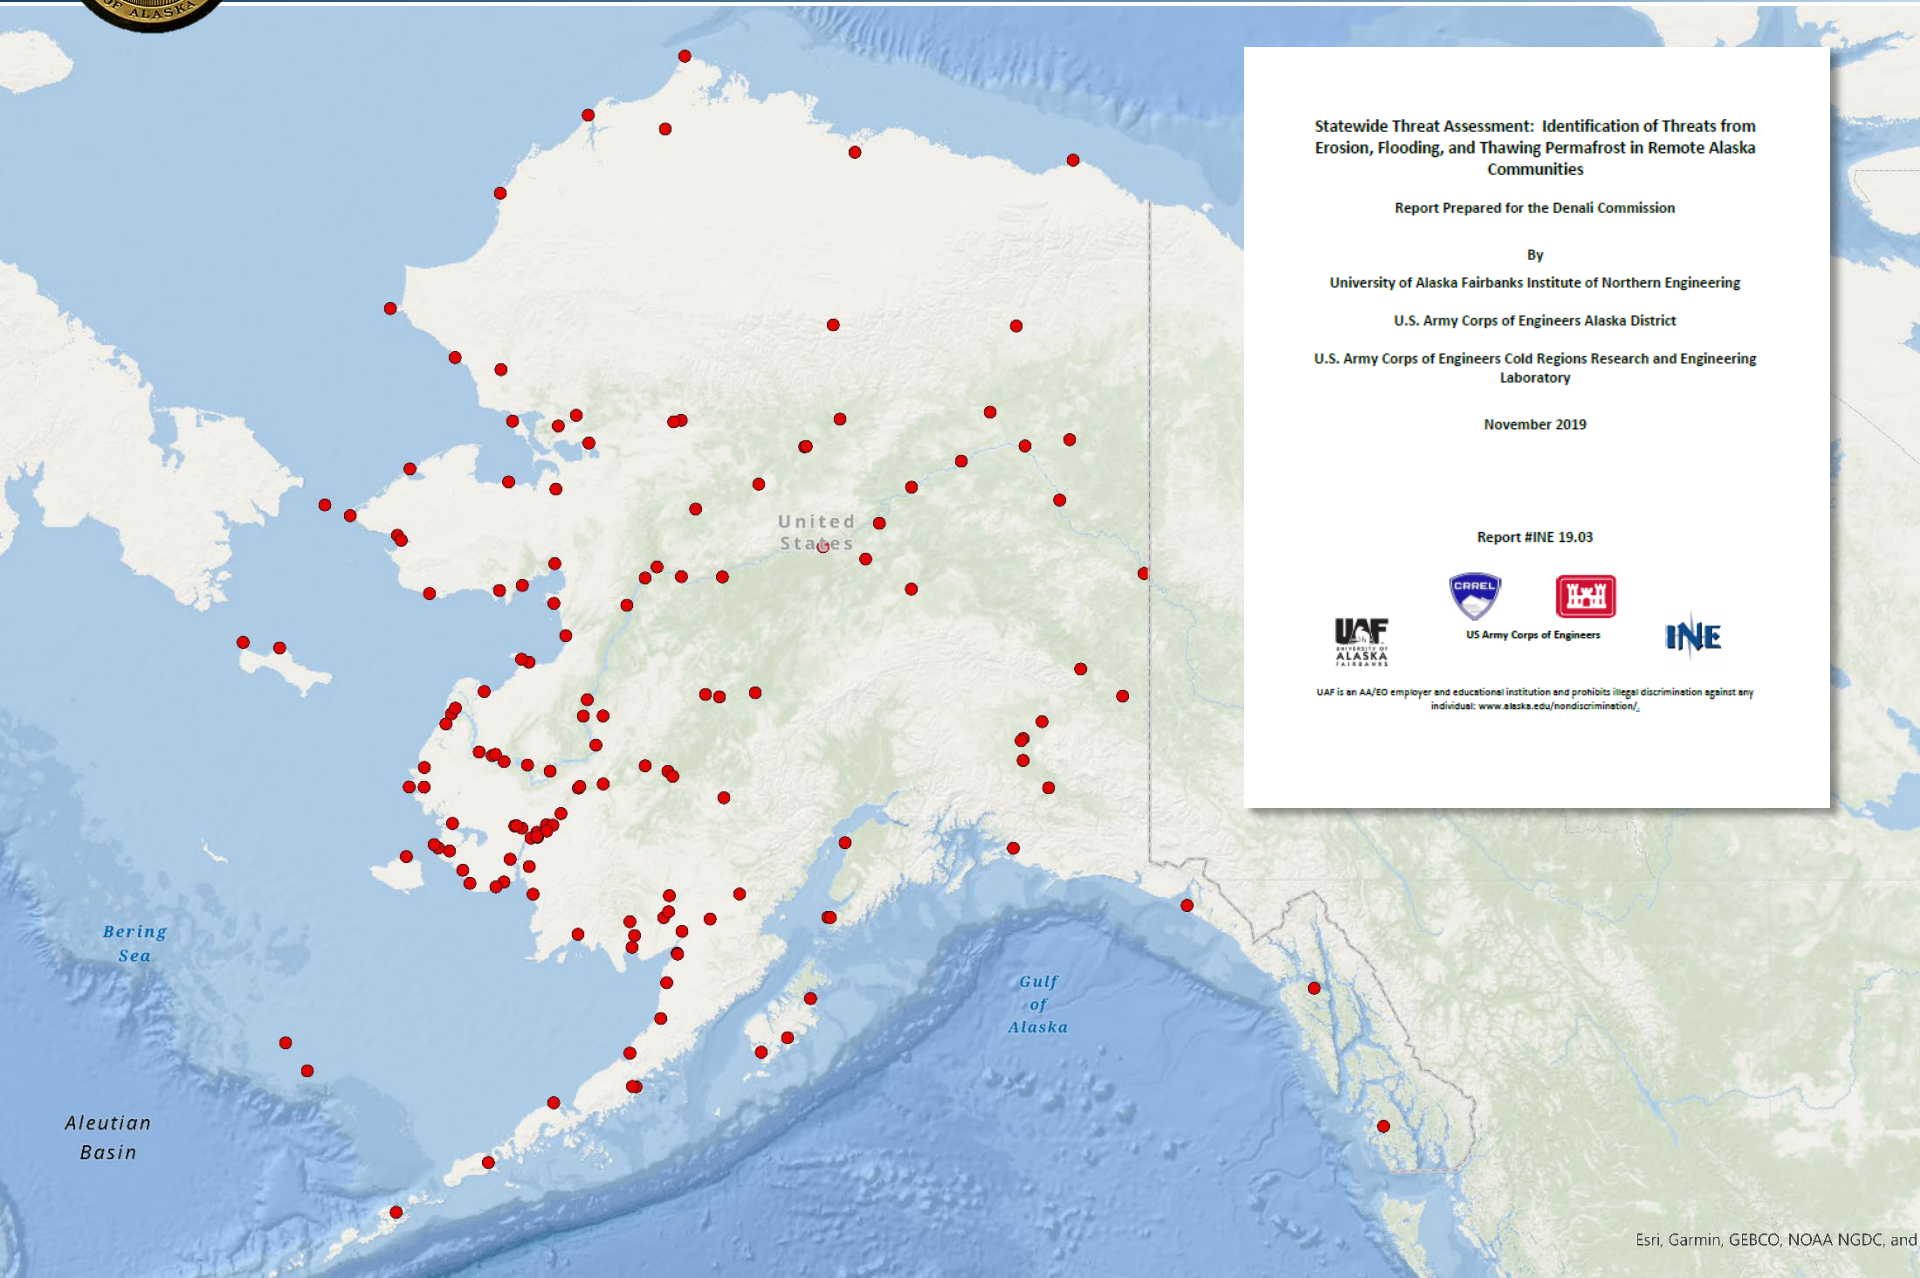 OF ALASKA
Statewide Threat Assessment: Identification of Threats from
Erosion, Flooding, and Thawing Permafrost in Remote Alaska
Communities
Report Prepared for the Denali Commission
By
University of Alaska Fairbanks Institute of Northern Engineering
U.S. Army Corps of Engineers Alaska District
U.S. Army Corps of Engineers Cold Regions Research and Engineering
Laboratory
November 2019
Report #INE 19.03
CRREL
US Army Corps of Engineers
UAF
UNIVERSITY OF
ALASKA
FAIRBANKS
INE
UAF is an AA/EO employer and educational institution and prohibits illegal discrimination against any
individual: www.alaska.edu/nondiscrimination/.
United
States
Bering
Sea
Gulf
of
Alaska
Aleutian
Basin
Esri, Garmin, GEBCO, NOAA NGDC, and